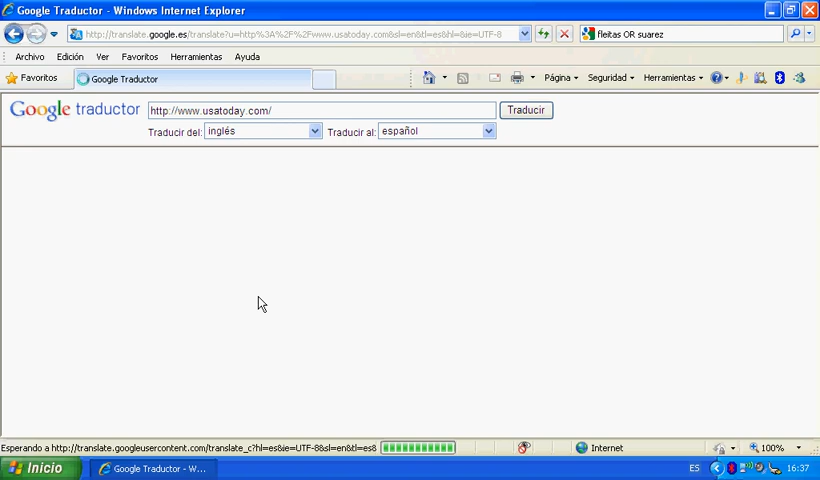 Google Traductor - Windows Internet Explorer
http://translate.google.es/translate?u=http%3A%2F%2Fwww.usatoday.com&sl=en&tl=es&hl=&ie=UTF-8
fleitas OR suarez
Archivo Edición Ver Favoritos Herramientas Ayuda
Favorites Google Traductor Página Seguridad Herramientas
Google traductor http://www.usatoday.com/ Traducir
Traducir del: inglés Traducir al: español
Esperando a http://translate.googleusercontent.com/translate_c?hl=es&ie=UTF-8&sl=en&tl=es8 Internet 100%
Inicio Google Traductor - W... ES 16:37